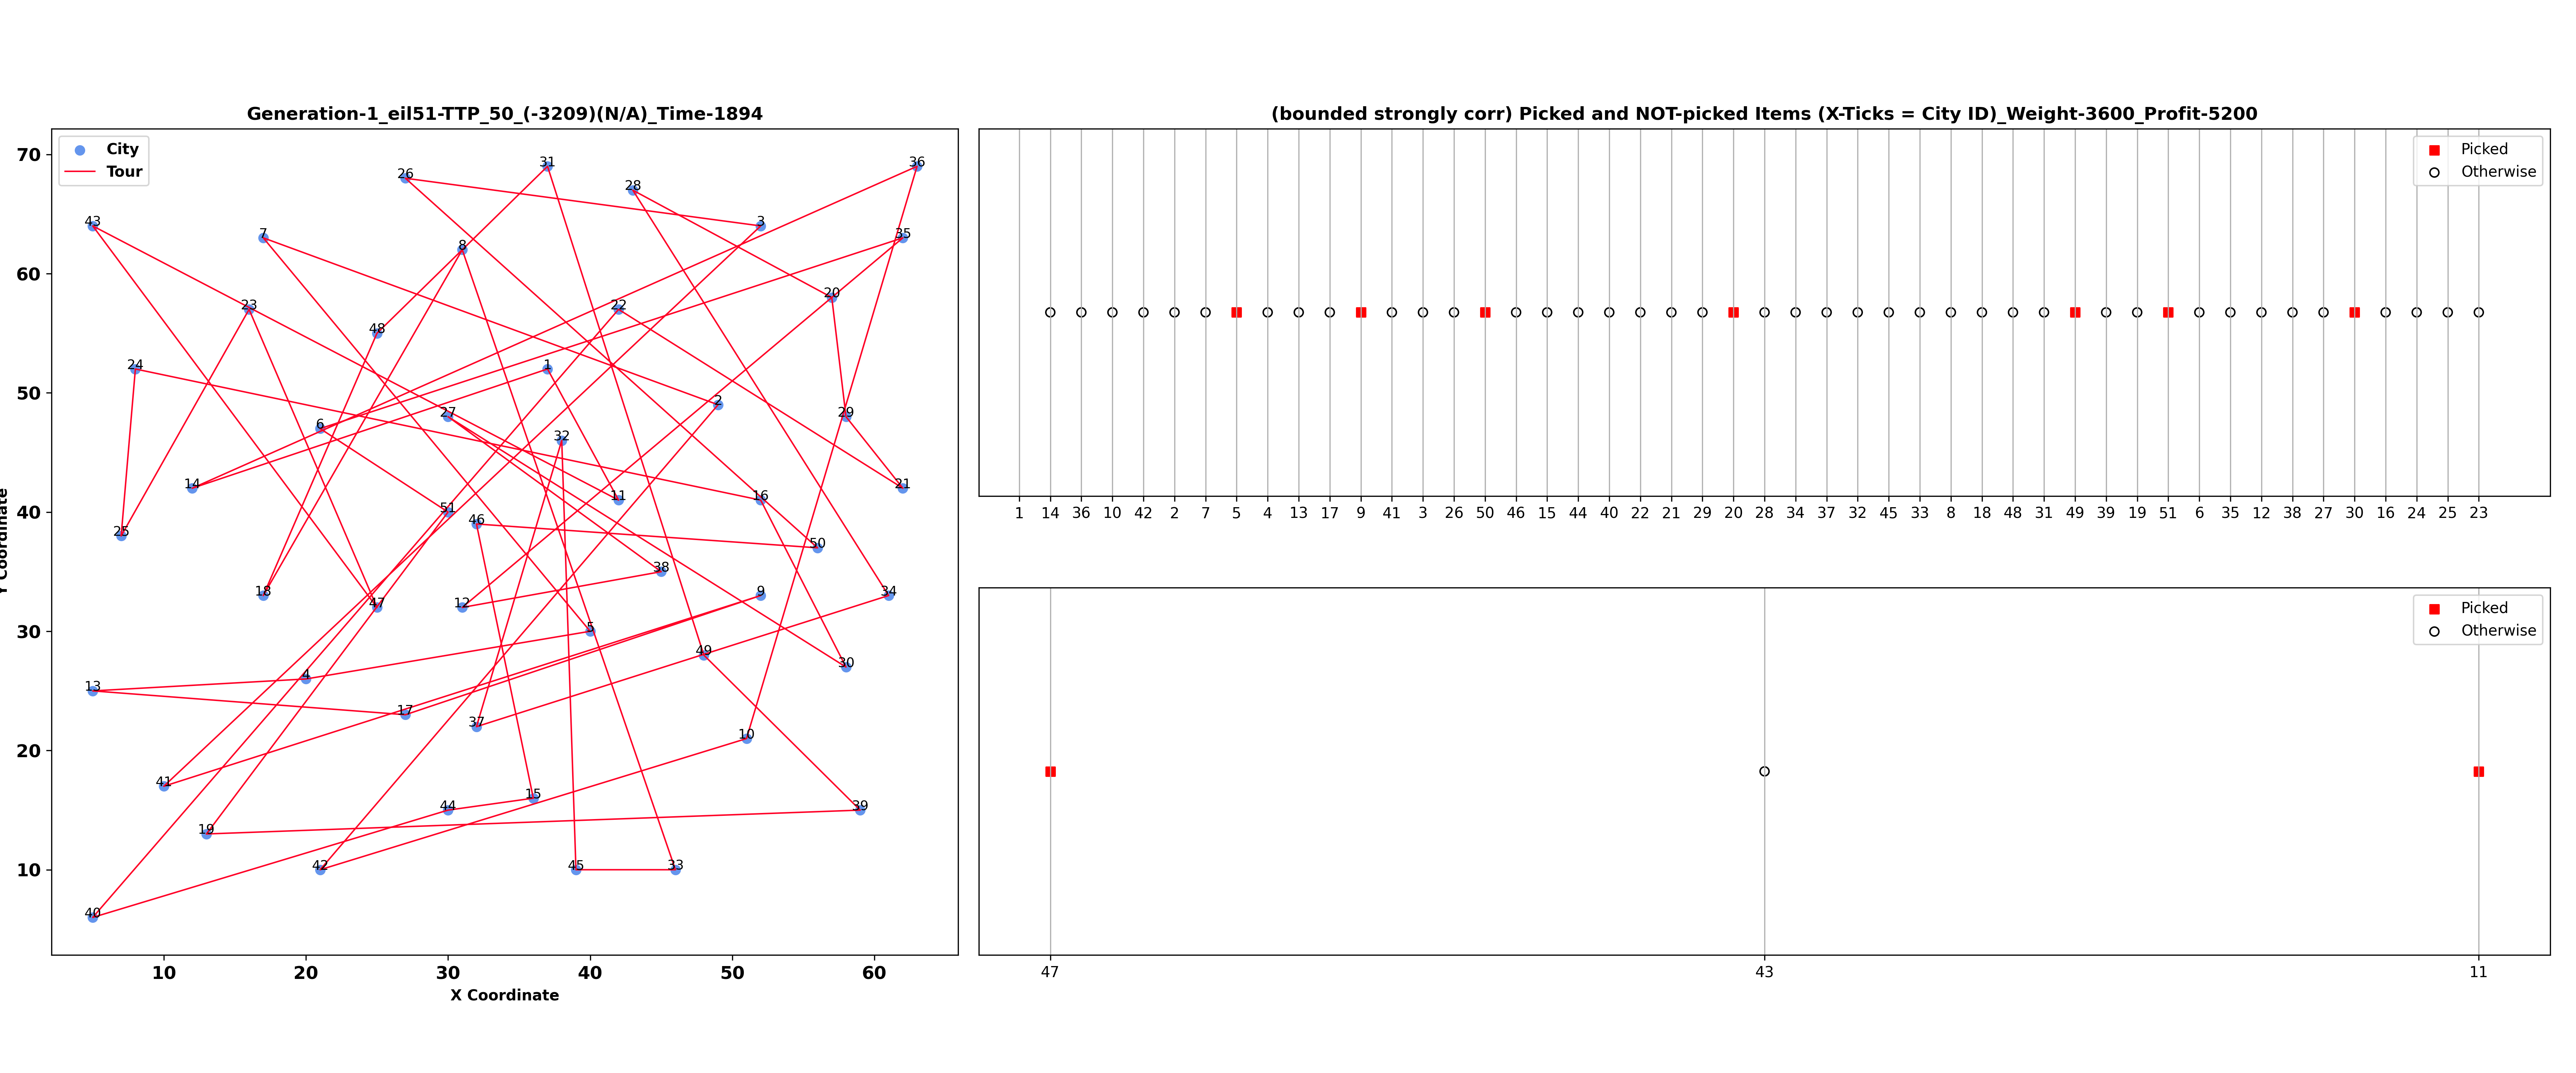 Generation-1_eil51-TTP_50_(-3209)(N/A)_Time-1894
City
Tour
70
60
50
40
30
20
10
10 20 30 40 50 60
X Coordinate
Y Coordinate
26 31 36
28
43 7 3 35
8
23 22 20
48
24 1
6 27 2 29
32
14 11 16 21
51 46
25 50
38
18 47 12 9 34
5
13 4 49 30
17 37 10
41
19 44 15 39
42 45 33
40
(bounded strongly corr) Picked and NOT-picked Items (X-Ticks = City ID)_Weight-3600_Profit-5200
Picked
Otherwise
1 14 36 10 42 2 7 5 4 13 17 9 41 3 26 50 46 15 44 40 22 21 29 20 28 34 37 32 45 33 8 18 48 31 49 39 19 51 6 35 12 38 27 30 16 24 25 23
Picked
Otherwise
47 43 11